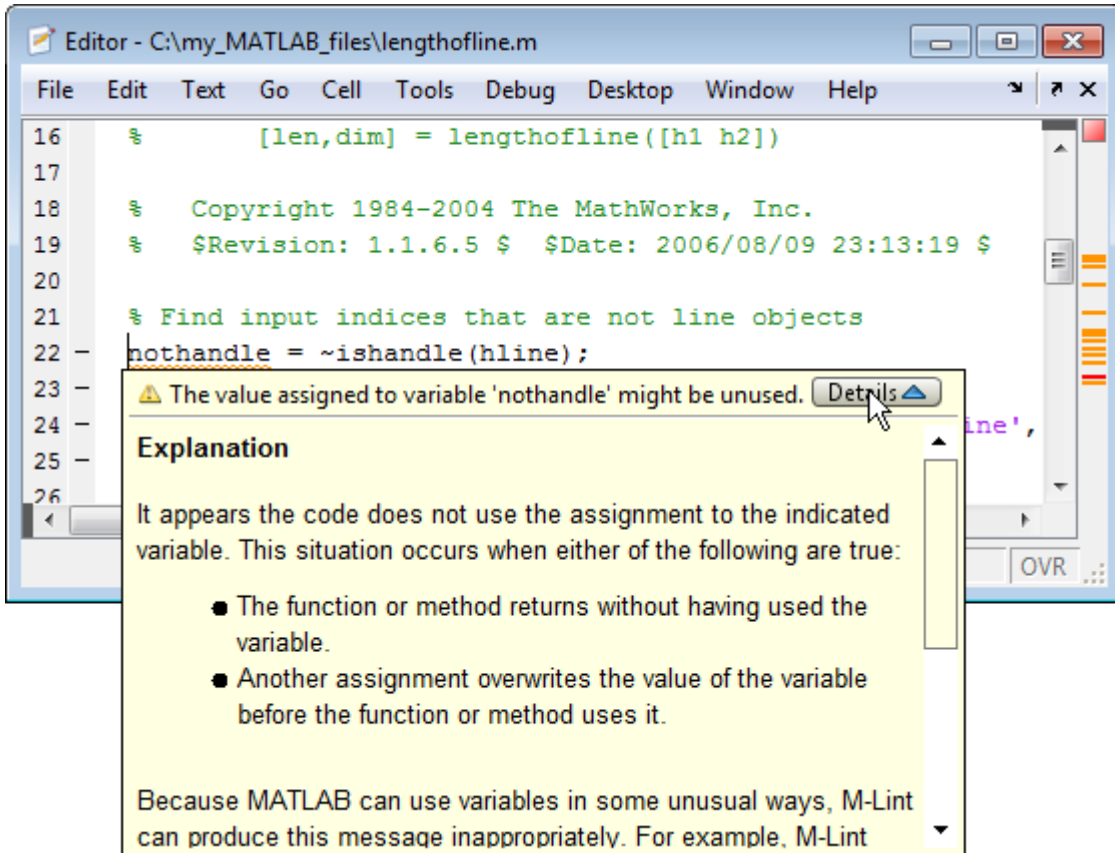 Editor - C:\my_MATLAB_files\lengthofline.m
File Edit Text Go Cell Tools Debug Desktop Window Help
16 % [len,dim] = lengthofline([h1 h2])
17
18 % Copyright 1984-2004 The MathWorks, Inc.
19 % $Revision: 1.1.6.5 $ $Date: 2006/08/09 23:13:19 $
20
21 % Find input indices that are not line objects
22 - nothandle = ~ishandle(hline);
23 -
The value assigned to variable 'nothandle' might be unused. Details
24 - ine',
25 -
26
Explanation
It appears the code does not use the assignment to the indicated
variable. This situation occurs when either of the following are true:
● The function or method returns without having used the
variable.
● Another assignment overwrites the value of the variable
before the function or method uses it.
Because MATLAB can use variables in some unusual ways, M-Lint
can produce this message inappropriately. For example, M-Lint
OVR